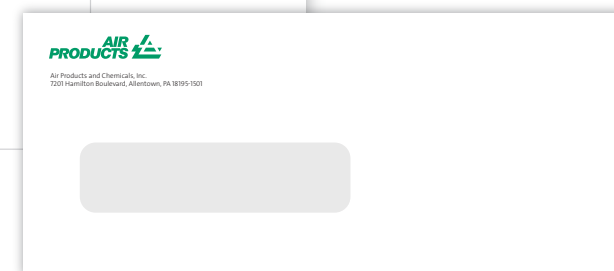 AIR
PRODUCTS
Air Products and Chemicals, Inc.
7201 Hamilton Boulevard, Allentown, PA 18195-1501